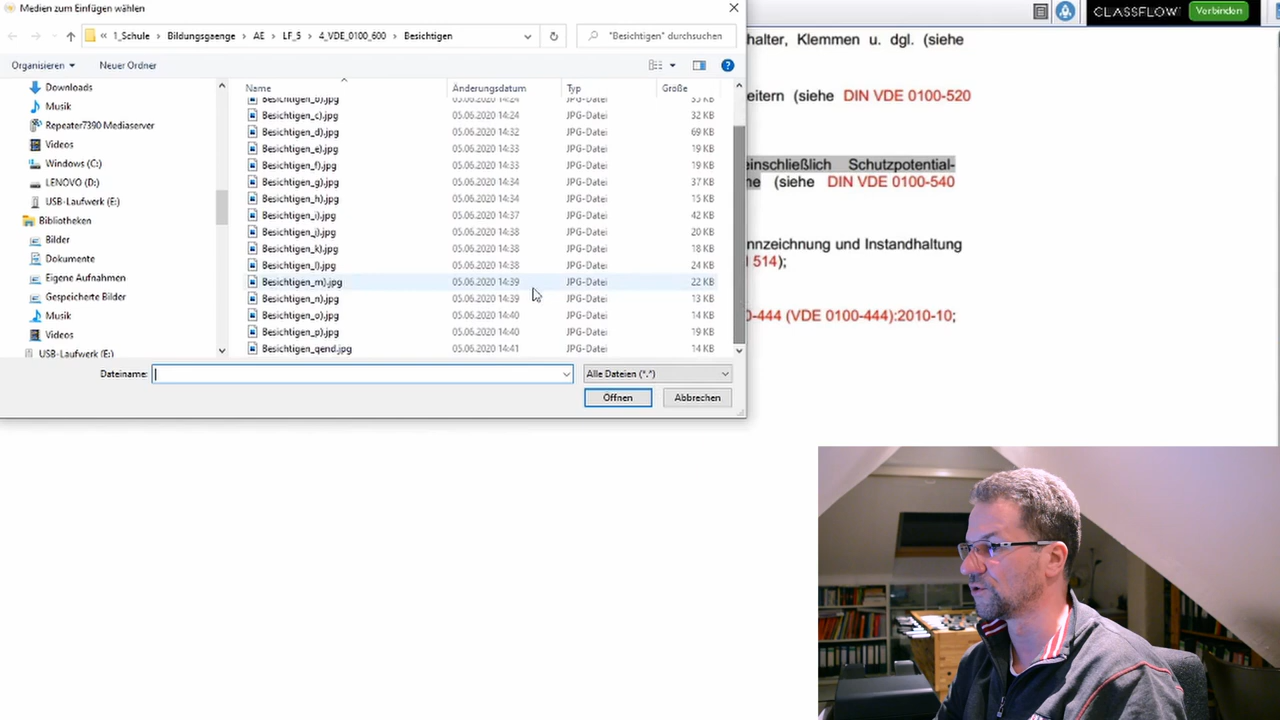 Medien zum Einfügen wählen
« 1_Schule › Bildungsgaenge › AE › LF_5 › 4_VDE_0100_600 › Besichtigen
"Besichtigen" durchsuchen
Organisieren
Neuer Ordner
CLASSFLOW
Verbinden
Downloads
Musik
Repeater7390 Mediaserver
Videos
Windows (C:)
LENOVO (D:)
USB-Laufwerk (E:)
Bibliotheken
Bilder
Dokumente
Eigene Aufnahmen
Gespeicherte Bilder
Musik
Videos
USB-Laufwerk (E:)
Name Änderungsdatum Typ Größe
Besichtigen_b).jpg 05.06.2020 14:24 JPG-Datei 35 KB
Besichtigen_c).jpg 05.06.2020 14:24 JPG-Datei 32 KB
Besichtigen_d).jpg 05.06.2020 14:32 JPG-Datei 69 KB
Besichtigen_e).jpg 05.06.2020 14:33 JPG-Datei 19 KB
Besichtigen_f).jpg 05.06.2020 14:33 JPG-Datei 19 KB
Besichtigen_g).jpg 05.06.2020 14:34 JPG-Datei 37 KB
Besichtigen_h).jpg 05.06.2020 14:34 JPG-Datei 15 KB
Besichtigen_i).jpg 05.06.2020 14:37 JPG-Datei 42 KB
Besichtigen_j).jpg 05.06.2020 14:38 JPG-Datei 20 KB
Besichtigen_k).jpg 05.06.2020 14:38 JPG-Datei 18 KB
Besichtigen_l).jpg 05.06.2020 14:38 JPG-Datei 24 KB
Besichtigen_m).jpg 05.06.2020 14:39 JPG-Datei 22 KB
Besichtigen_n).jpg 05.06.2020 14:39 JPG-Datei 13 KB
Besichtigen_o).jpg 05.06.2020 14:40 JPG-Datei 14 KB
Besichtigen_p).jpg 05.06.2020 14:40 JPG-Datei 19 KB
Besichtigen_qend.jpg 05.06.2020 14:41 JPG-Datei 14 KB
Dateiname:
Alle Dateien (*.*)
Öffnen
Abbrechen
halter, Klemmen u. dgl. (siehe
eitern (siehe DIN VDE 0100-520
einschließlich Schutzpotential-
ne (siehe DIN VDE 0100-540
nnzeichnung und Instandhaltung
514);
0-444 (VDE 0100-444):2010-10;